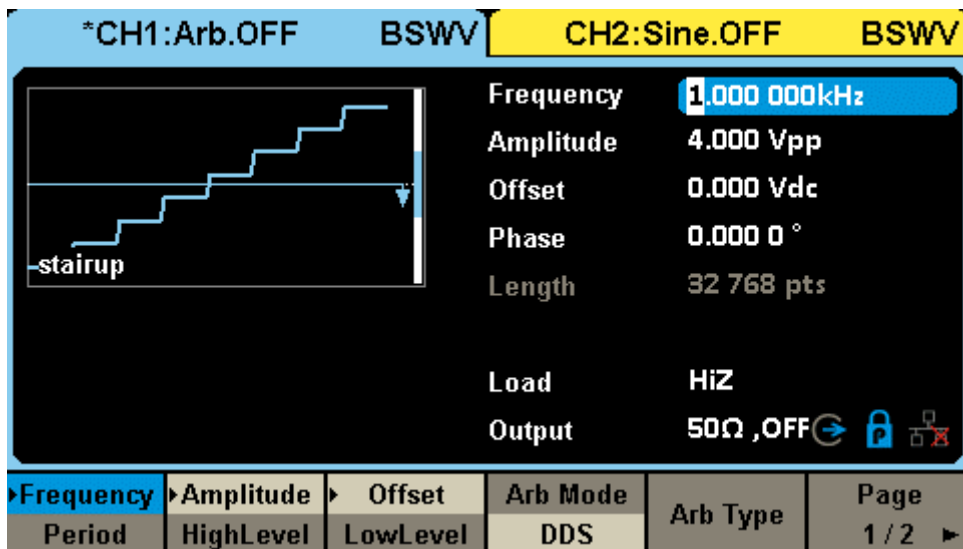 *CH1:Arb.OFF BSWV CH2:Sine.OFF BSWV
stairup
Frequency 1.000 000kHz
Amplitude 4.000 Vpp
Offset 0.000 Vdc
Phase 0.000 0 °
Length 32 768 pts
Load HiZ
Output 50Ω ,OFF P
Frequency Amplitude Offset Arb Mode Arb Type Page
Period HighLevel LowLevel DDS 1 / 2